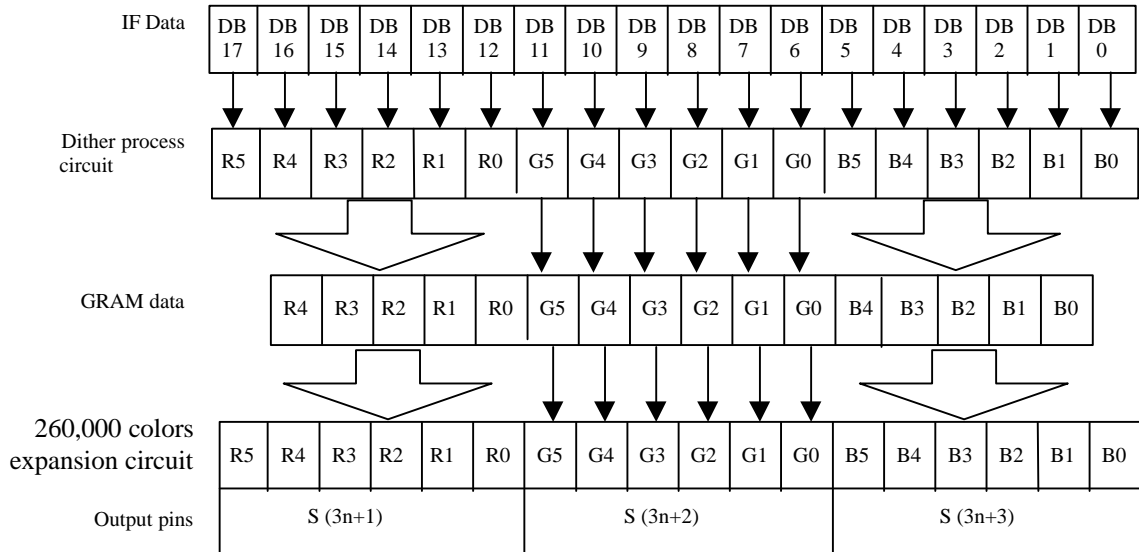 IF Data DB 17 DB 16 DB 15 DB 14 DB 13 DB 12 DB 11 DB 10 DB 9 DB 8 DB 7 DB 6 DB 5 DB 4 DB 3 DB 2 DB 1 DB 0
Dither process circuit R5 R4 R3 R2 R1 R0 G5 G4 G3 G2 G1 G0 B5 B4 B3 B2 B1 B0
GRAM data R4 R3 R2 R1 R0 G5 G4 G3 G2 G1 G0 B4 B3 B2 B1 B0
260,000 colors expansion circuit R5 R4 R3 R2 R1 R0 G5 G4 G3 G2 G1 G0 B5 B4 B3 B2 B1 B0
Output pins S (3n+1) S (3n+2) S (3n+3)